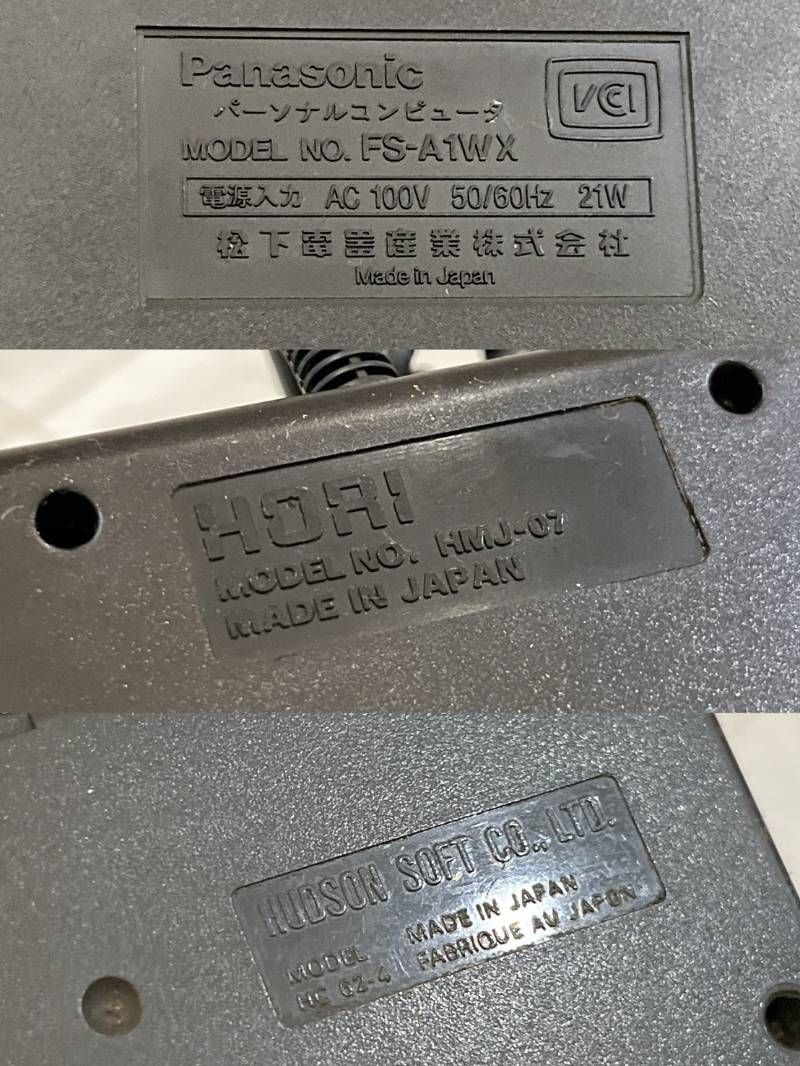 Panasonic
パーソナルコンピュータ
VCCI
MODEL NO. FS-A1WX
電源入力 AC 100V 50/60Hz 21W
松下電器産業株式会社
Made in Japan
HORI
MODEL NO. HMJ-07
MADE IN JAPAN
HUDSON SOFT CO., LTD.
MODEL MADE IN JAPAN
HC 62-4 FABRIQUE AU JAPON